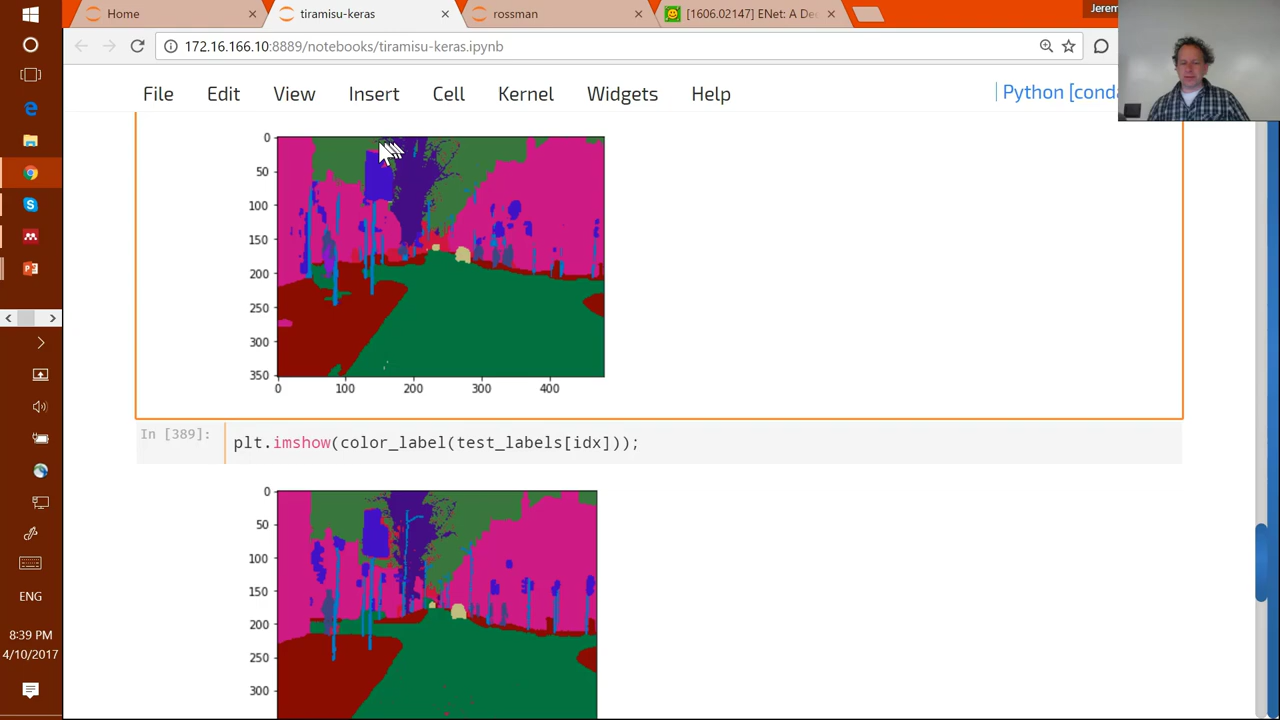 Home
tiramisu-keras
rossman
[1606.02147] ENet: A De
Jerem
172.16.166.10:8889/notebooks/tiramisu-keras.ipynb
File Edit View Insert Cell Kernel Widgets Help
Python [conda
0
50
100
150
200
250
300
350
0 100 200 300 400
In [389]: plt.imshow(color_label(test_labels[idx]));
0
50
100
150
200
250
300
ENG
8:39 PM
4/10/2017